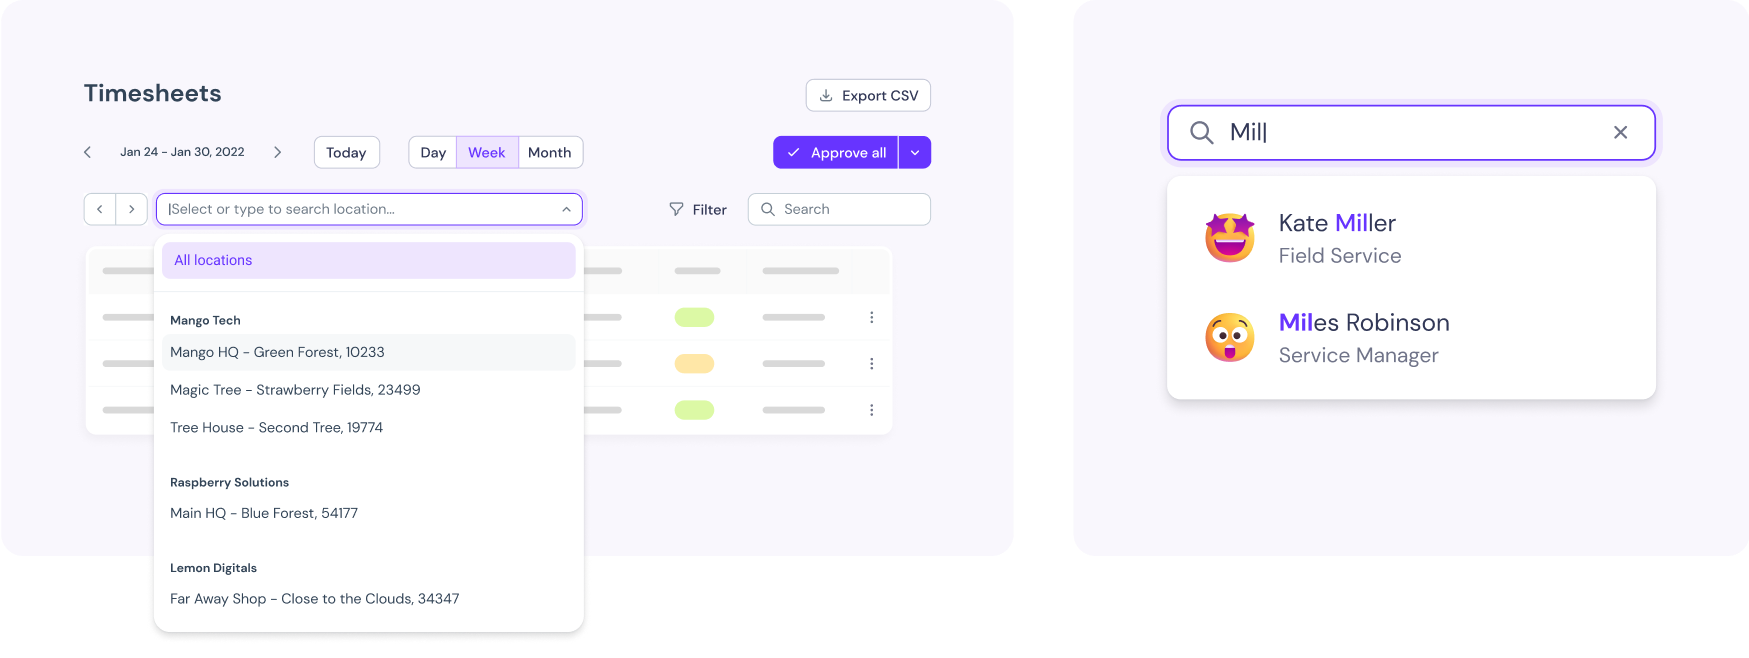 Timesheets
Export CSV
Jan 24 - Jan 30, 2022
Today
Day
Week
Month
Approve all
Select or type to search location...
Filter
Search
All locations
Mango Tech
Mango HQ - Green Forest, 10233
Magic Tree - Strawberry Fields, 23499
Tree House - Second Tree, 19774
Raspberry Solutions
Main HQ - Blue Forest, 54177
Lemon Digitals
Far Away Shop - Close to the Clouds, 34347
Mil
Kate Miller
Field Service
Miles Robinson
Service Manager